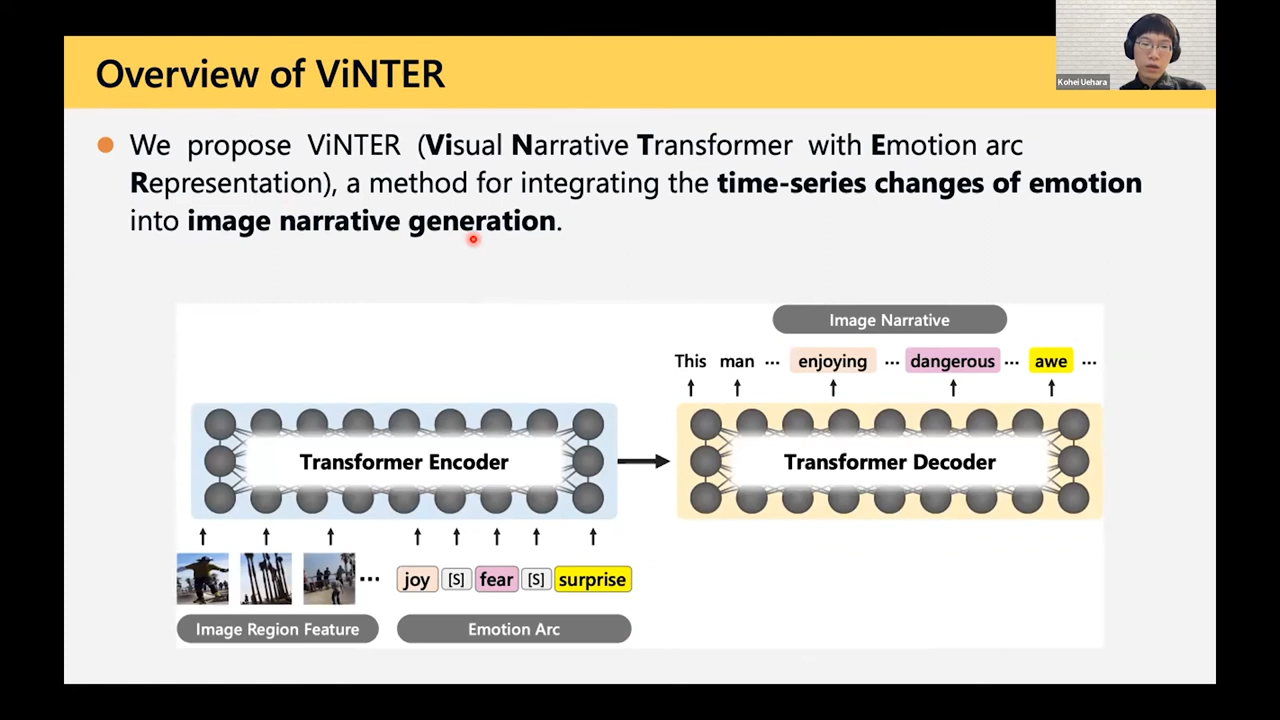 Overview of ViNTER
Kohei Uehara
We propose ViNTER (Visual Narrative Transformer with Emotion arc
Representation), a method for integrating the time-series changes of emotion
into image narrative generation.
Image Narrative
This man ... enjoying ... dangerous ... awe ...
Transformer Encoder
Transformer Decoder
... joy [S] fear [S] surprise
Image Region Feature
Emotion Arc